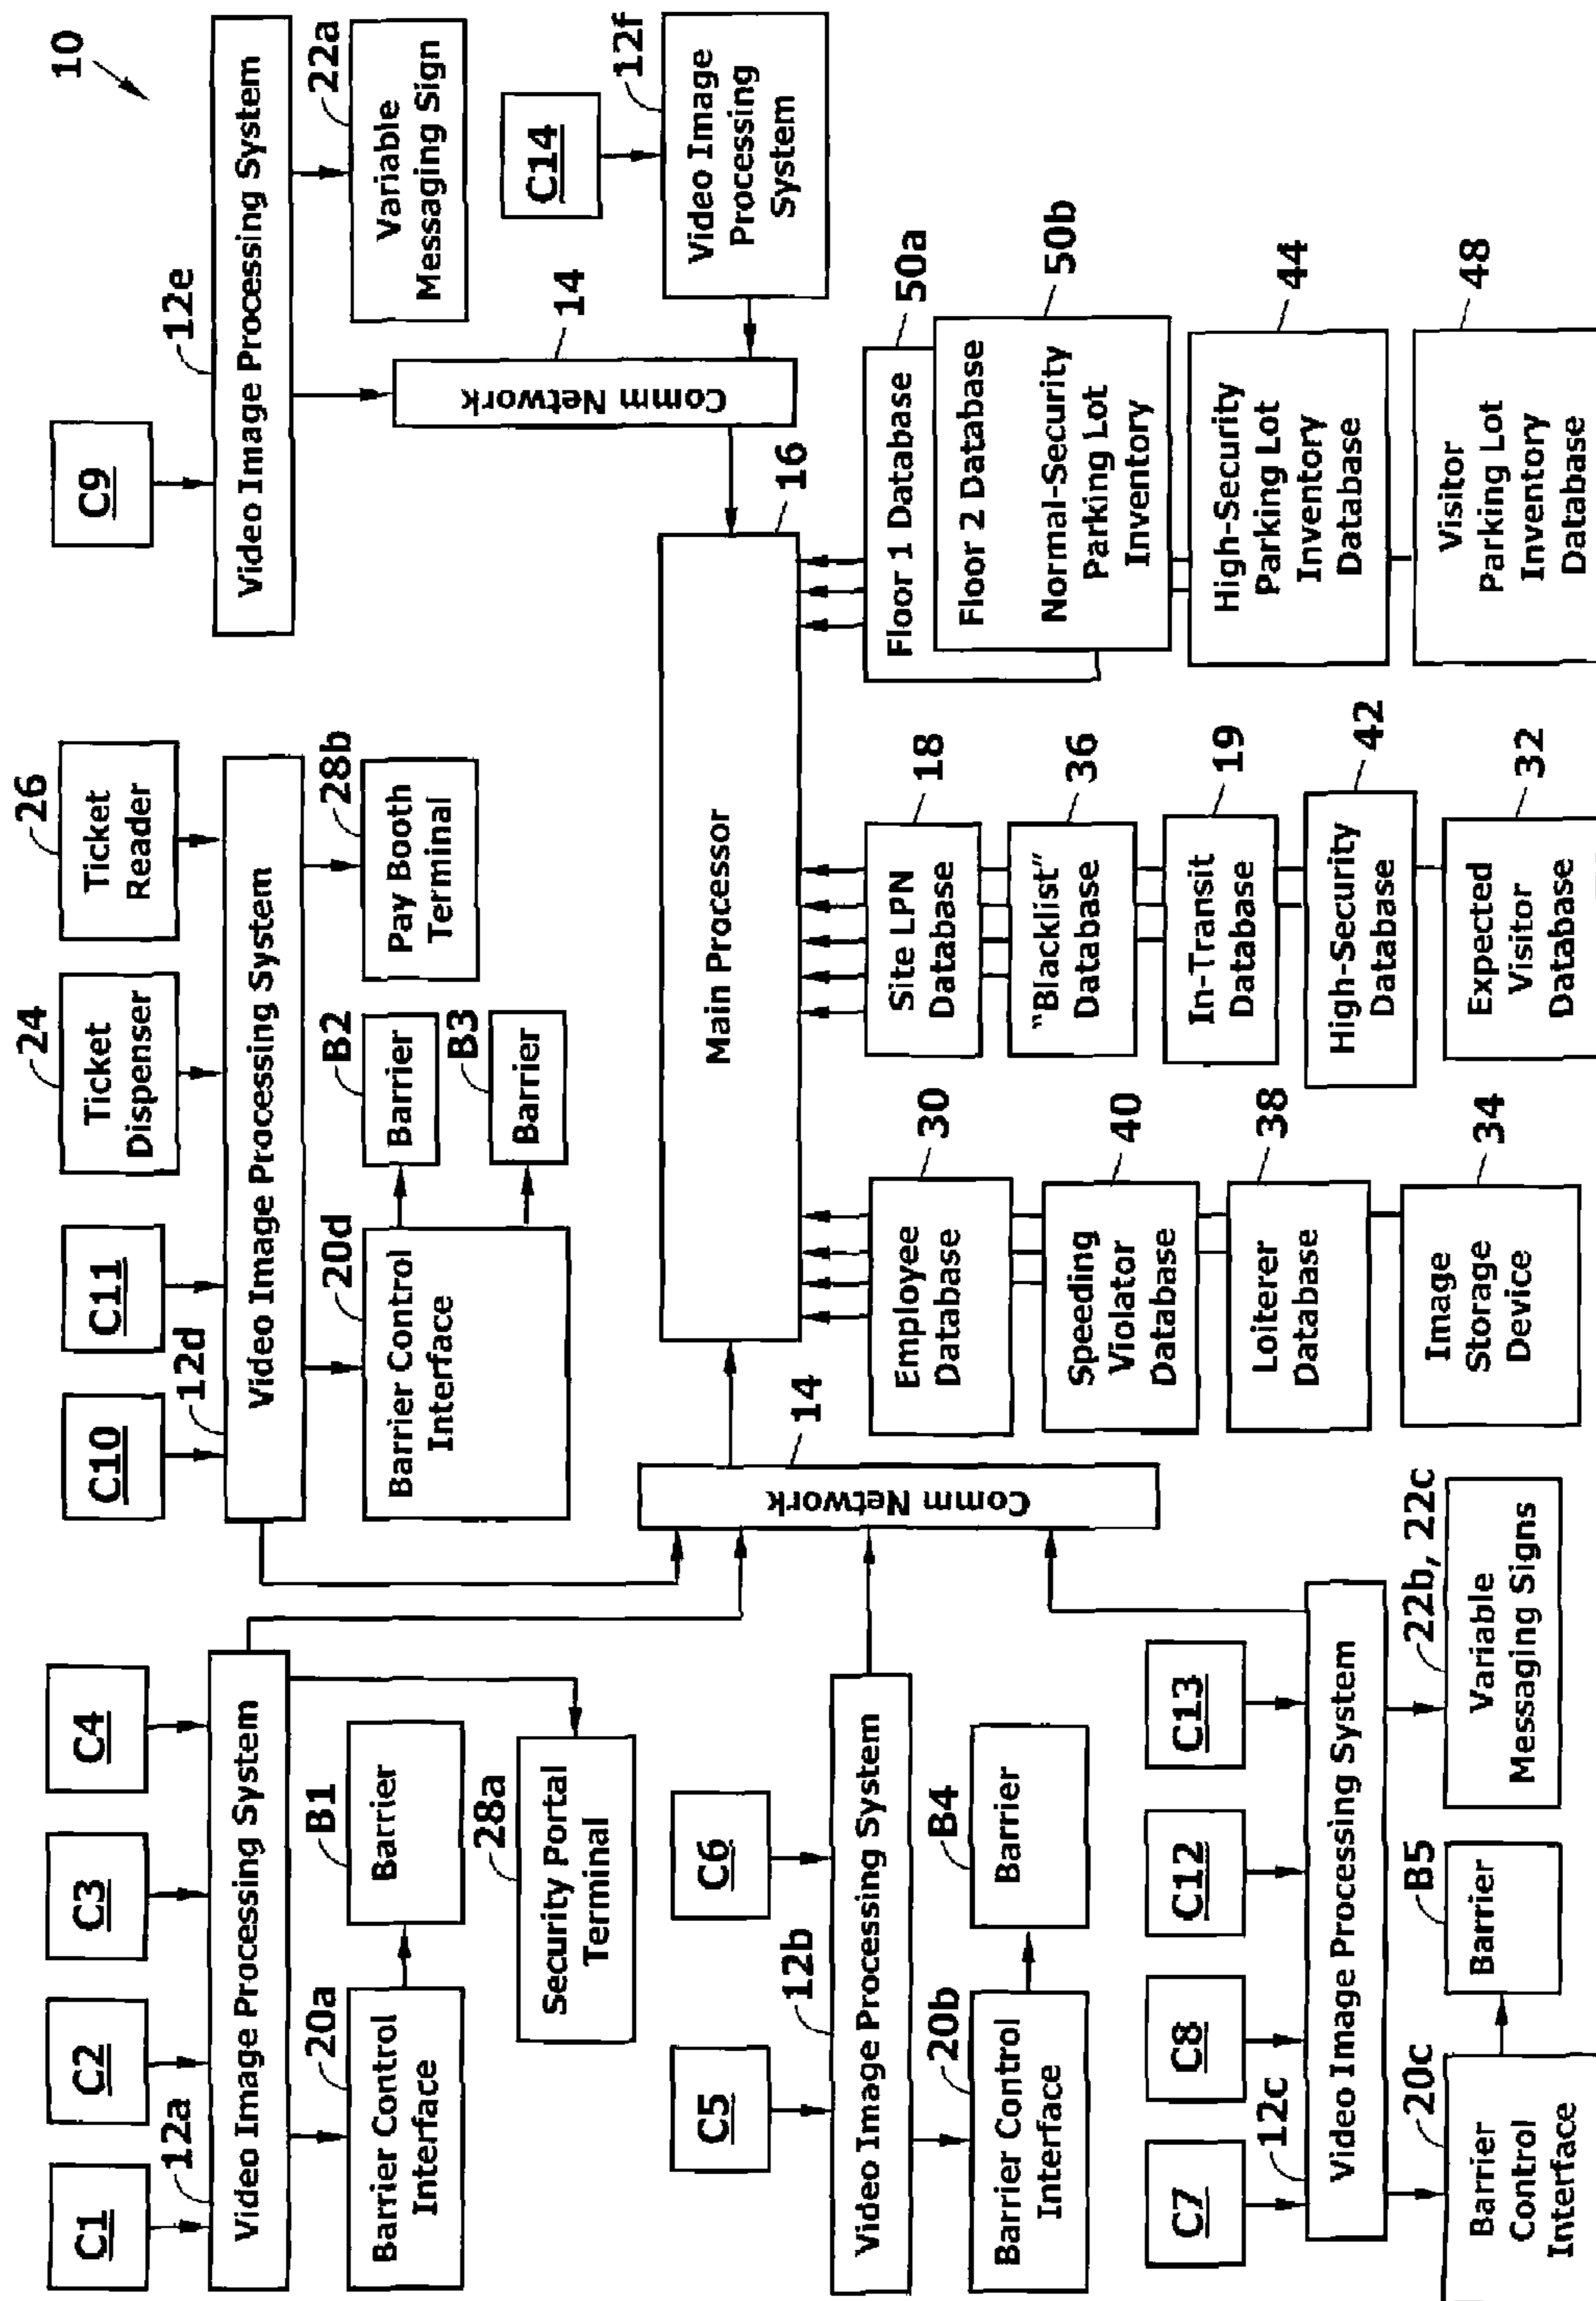 10
C9
12e
Video Image Processing System
22a
Variable
Messaging Sign
C14
12f
Video Image
Processing
System
14
Comm Network
24
Ticket
Dispenser
26
Ticket
Reader
C10
C11
12d
Video Image Processing System
20d
Barrier Control
Interface
B2
Barrier
B3
Barrier
28b
Pay Booth
Terminal
C1
C2
C3
C4
12a
Video Image Processing System
20a
Barrier Control
Interface
B1
Barrier
28a
Security Portal
Terminal
C5
C6
12b
Video Image Processing System
20b
Barrier Control
Interface
B4
Barrier
C7
C8
C12
C13
12c
Video Image Processing System
20c
Barrier
Control
Interface
B5
Barrier
22b, 22c
Variable
Messaging Signs
14
Comm Network
16
Main Processor
30
Employee
Database
40
Speeding
Violator
Database
38
Loiterer
Database
34
Image
Storage
Device
18
Site LPN
Database
36
“Blacklist”
Database
19
In-Transit
Database
42
High-Security
Database
32
Expected
Visitor
Database
50a
Floor 1 Database
50b
Floor 2 Database
Normal-Security
Parking Lot
Inventory
44
High-Security
Parking Lot
Inventory
Database
48
Visitor
Parking Lot
Inventory
Database